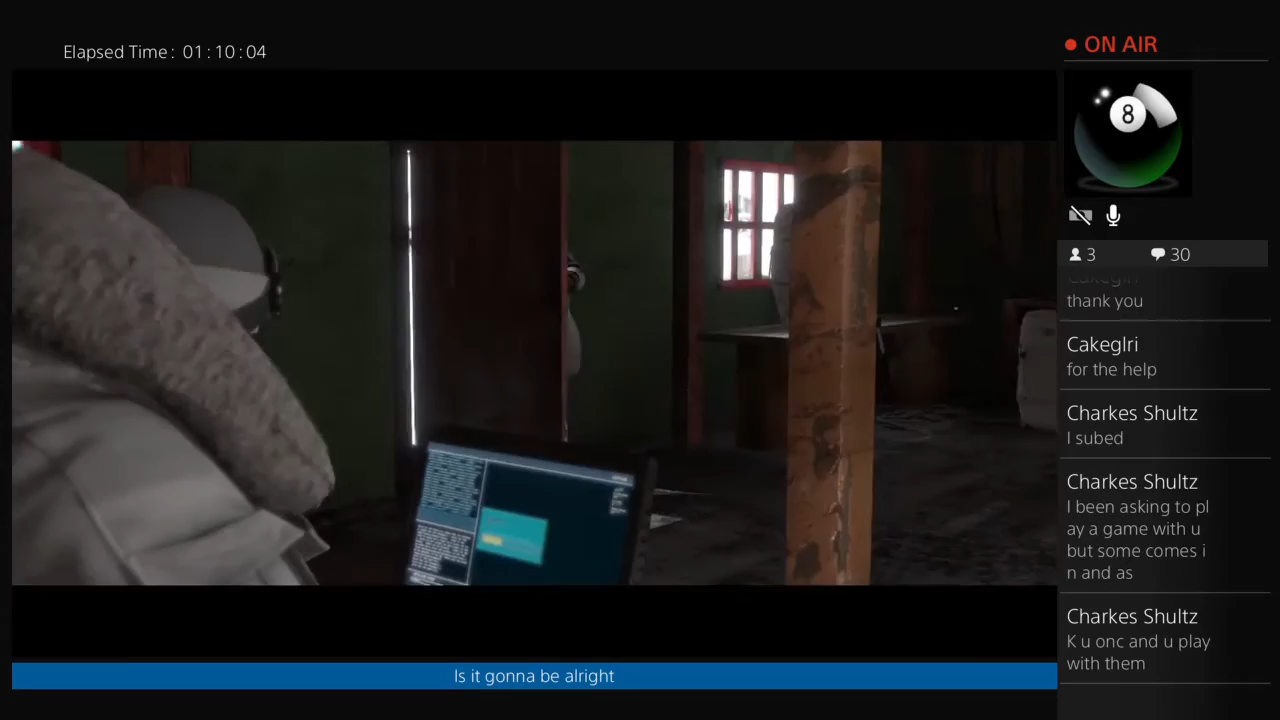 Elapsed Time: 01:10:04
ON AIR
8
3
30
Cakeglri
thank you
Cakeglri
for the help
Charkes Shultz
I subed
Charkes Shultz
I been asking to pl
ay a game with u
but some comes i
n and as
Charkes Shultz
K u onc and u play
with them
Is it gonna be alright